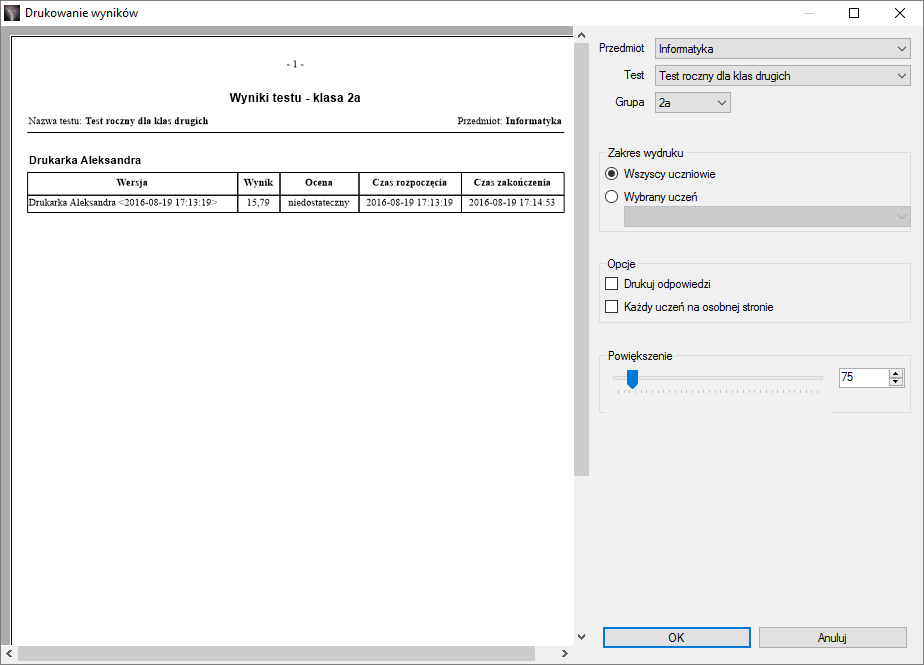 Drukowanie wyników
- 1 -
Wyniki testu - klasa 2a
Nazwa testu: Test roczny dla klas drugich Przedmiot: Informatyka
Drukarka Aleksandra
Wersja Wynik Ocena Czas rozpoczęcia Czas zakończenia
Drukarka Aleksandra <2016-08-19 17:13:19> 15,79 niedostateczny 2016-08-19 17:13:19 2016-08-19 17:14:53
Przedmiot Informatyka
Test Test roczny dla klas drugich
Grupa 2a
Zakres wydruku
Wszyscy uczniowie
Wybrany uczeń
Opcje
Drukuj odpowiedzi
Każdy uczeń na osobnej stronie
Powiększenie
75
OK Anuluj